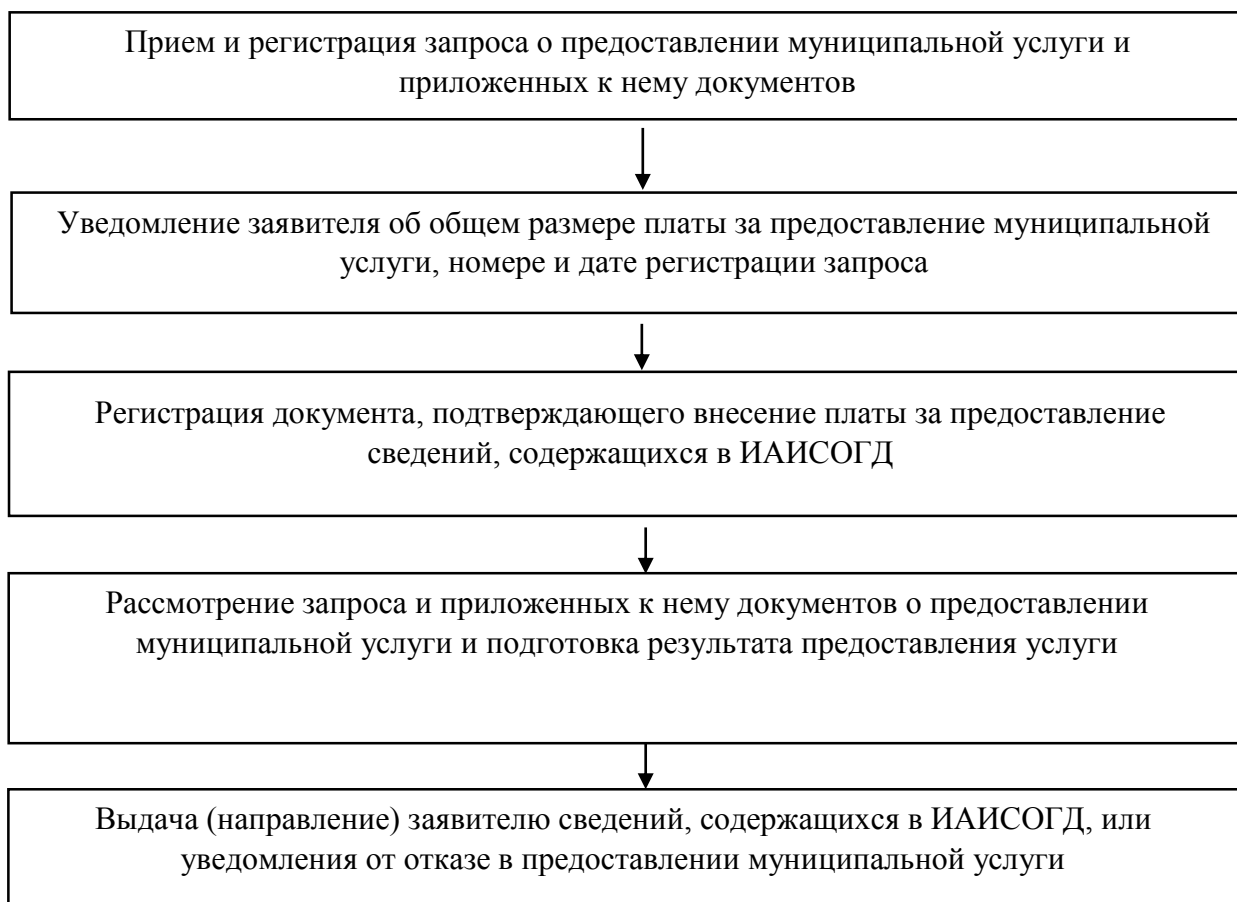 Прием и регистрация запроса о предоставлении муниципальной услуги и
приложенных к нему документов
Уведомление заявителя об общем размере платы за предоставление муниципальной
услуги, номере и дате регистрации запроса
Регистрация документа, подтверждающего внесение платы за предоставление
сведений, содержащихся в ИАИСОГД
Рассмотрение запроса и приложенных к нему документов о предоставлении
муниципальной услуги и подготовка результата предоставления услуги
Выдача (направление) заявителю сведений, содержащихся в ИАИСОГД, или
уведомления от отказе в предоставлении муниципальной услуги